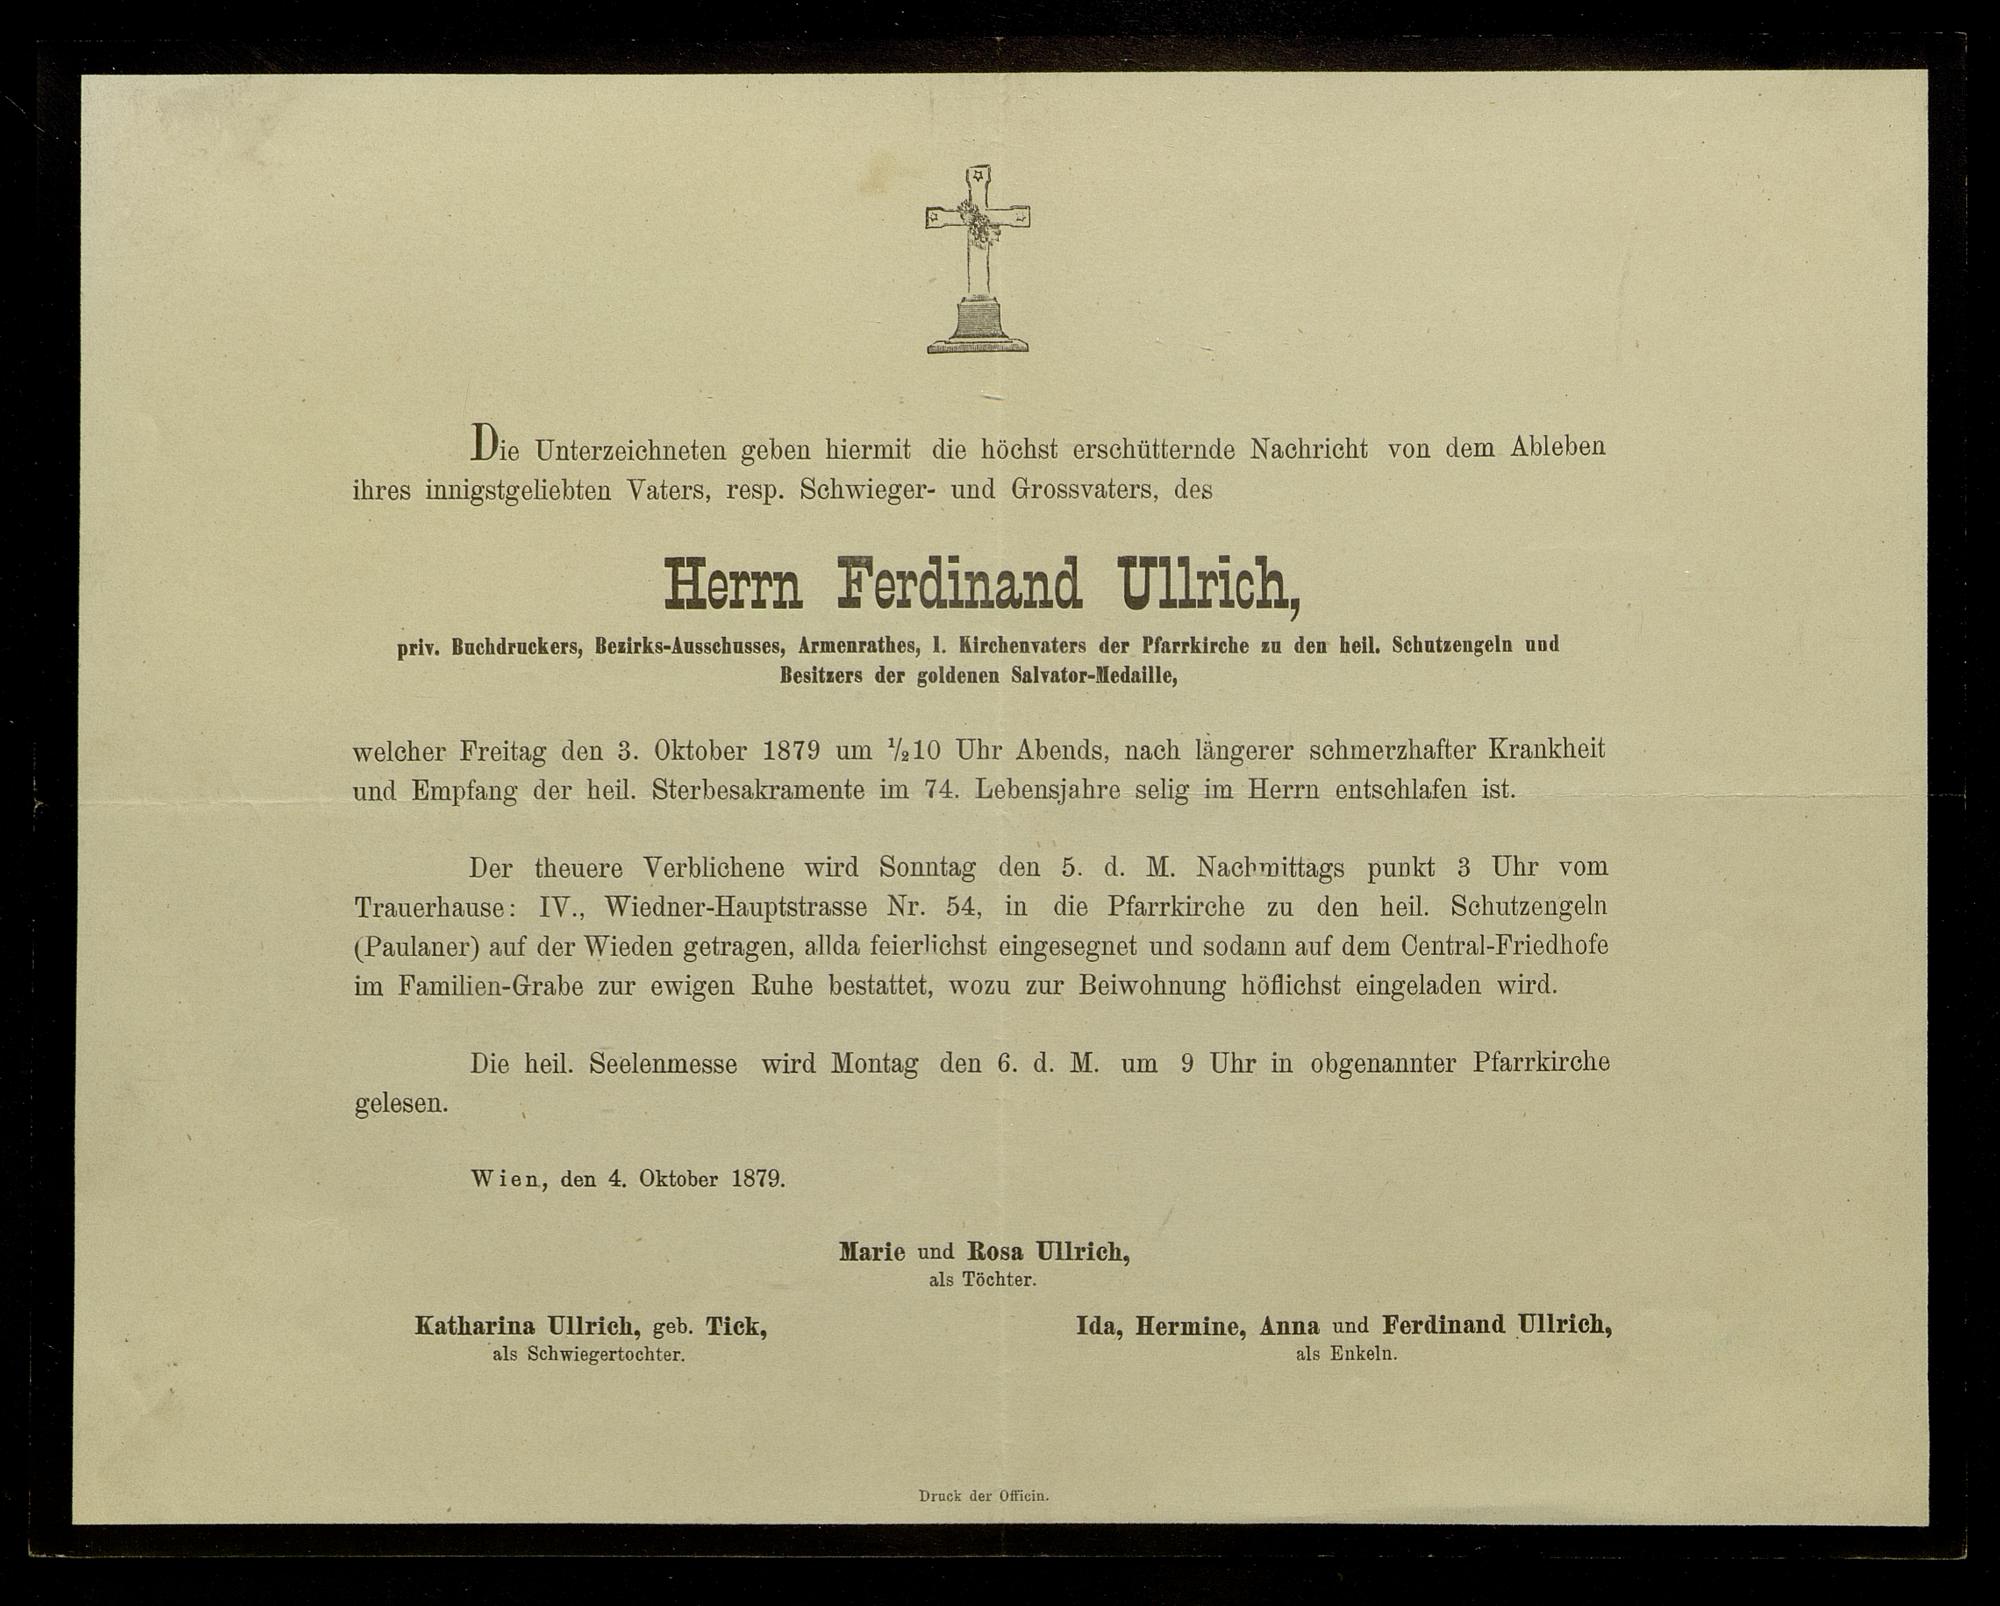 Die Unterzeichneten geben hiermit die höchst erschütternde Nachricht von dem Ableben
ihres innigstgeliebten Vaters, resp. Schwieger- und Grossvaters, des
Herrn Ferdinand Ullrich,
priv. Buchdruckers, Bezirks-Ausschusses, Armenrathes, I. Kirchenvaters der Pfarrkirche zu den heil. Schutzengeln und
Besitzers der goldenen Salvator-Medaille,
welcher Freitag den 3. Oktober 1879 um ½10 Uhr Abends, nach längerer schmerzhafter Krankheit
und Empfang der heil. Sterbesakramente im 74. Lebensjahre selig im Herrn entschlafen ist.
Der theuere Verblichene wird Sonntag den 5. d. M. Nachmittags punkt 3 Uhr vom
Trauerhause: IV., Wiedner-Hauptstrasse Nr. 54, in die Pfarrkirche zu den heil. Schutzengeln
(Paulaner) auf der Wieden getragen, allda feierlichst eingesegnet und sodann auf dem Central-Friedhofe
im Familien-Grabe zur ewigen Ruhe bestattet, wozu zur Beiwohnung höflichst eingeladen wird.
Die heil. Seelenmesse wird Montag den 6. d. M. um 9 Uhr in obgenannter Pfarrkirche
gelesen.
Wien, den 4. Oktober 1879.
Marie und Rosa Ullrich,
als Töchter.
Katharina Ullrich, geb. Tick,
als Schwiegertochter.
Ida, Hermine, Anna und Ferdinand Ullrich,
als Enkeln.
Druck der Officin.